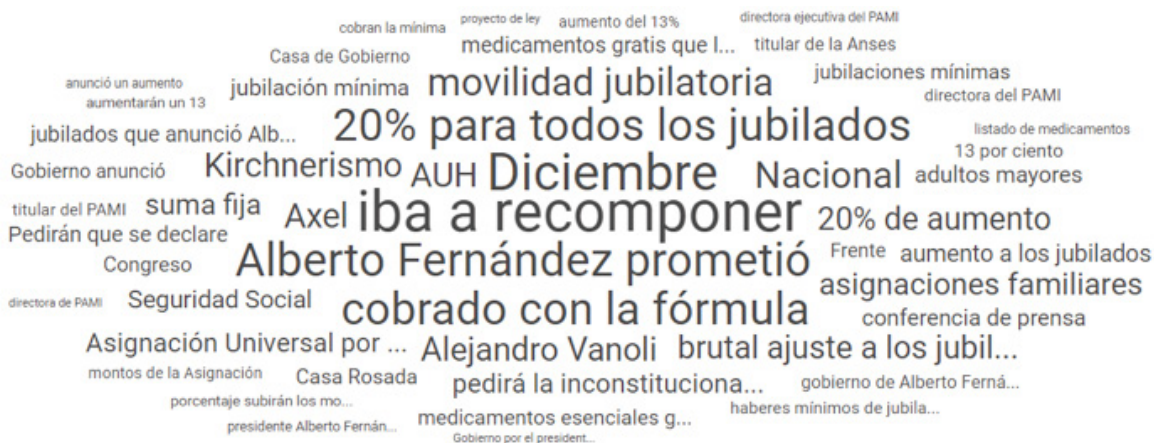 cobran la mínima proyecto de ley aumento del 13% directora ejecutiva del PAMI
Casa de Gobierno medicamentos gratis que l... titular de la Anses
anunció un aumento jubilación mínima movilidad jubilatoria jubilaciones mínimas
aumentarán un 13 directora del PAMI
jubilados que anunció Alb... 20% para todos los jubilados listado de medicamentos
Gobierno anunció Kirchnerismo AUH Diciembre Nacional 13 por ciento
adultos mayores
titular del PAMI suma fija Axel iba a recomponer 20% de aumento
Pedirán que se declare
Congreso Alberto Fernández prometió Frente aumento a los jubilados
directora de PAMI Seguridad Social cobrado con la fórmula asignaciones familiares
conferencia de prensa
Asignación Universal por ... Alejandro Vanoli brutal ajuste a los jubil...
montos de la Asignación Casa Rosada pedirá la inconstituciona... gobierno de Alberto Ferná...
porcentaje subirán los mo... medicamentos esenciales g... haberes mínimos de jubila...
presidente Alberto Fernán...
Gobierno por el president...